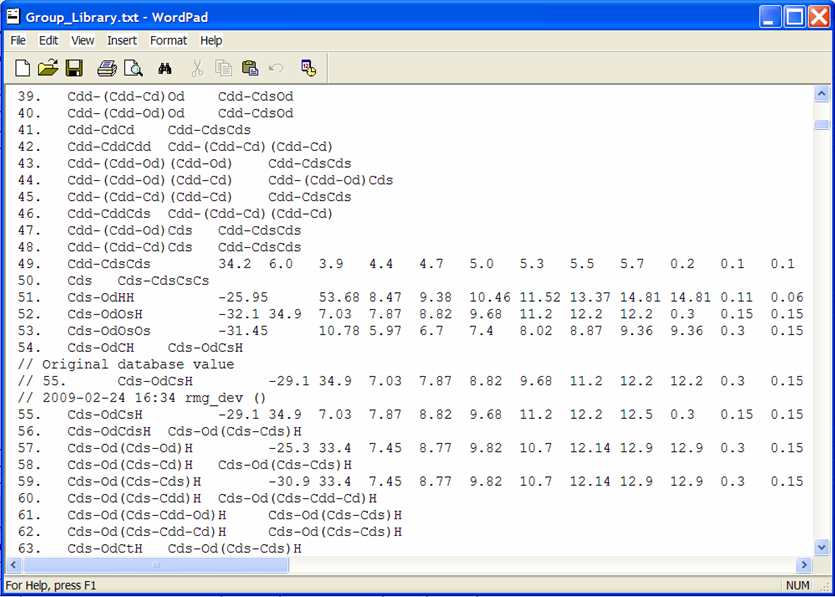 Group_Library.txt - WordPad
File Edit View Insert Format Help
39. Cdd-(Cdd-Cd)Od Cdd-CdsOd
40. Cdd-(Cdd-Cd)Od Cdd-CdsOd
41. Cdd-CdCd Cdd-CdsCds
42. Cdd-CddCdd Cdd-(Cdd-Cd)(Cdd-Cd)
43. Cdd-(Cdd-Od)(Cdd-Od) Cdd-CdsCds
44. Cdd-(Cdd-Od)(Cdd-Cd) Cdd-(Cdd-Od)Cds
45. Cdd-(Cdd-Cd)(Cdd-Cd) Cdd-CdsCds
46. Cdd-CddCds Cdd-(Cdd-Cd)(Cdd-Cd)
47. Cdd-(Cdd-Od)Cds Cdd-CdsCds
48. Cdd-(Cdd-Cd)Cds Cdd-CdsCds
49. Cdd-CdsCds 34.2 6.0 3.9 4.4 4.7 5.0 5.3 5.5 5.7 0.2 0.1 0.1
50. Cds Cds-CdsCsCs
51. Cds-OdHH -25.95 53.68 8.47 9.38 10.46 11.52 13.37 14.81 14.81 0.11 0.06
52. Cds-OdOsH -32.1 34.9 7.03 7.87 8.82 9.68 11.2 12.2 12.2 0.3 0.15 0.15
53. Cds-OdOsOs -31.45 10.78 5.97 6.7 7.4 8.02 8.87 9.36 9.36 0.3 0.15
54. Cds-OdCH Cds-OdCsH
// Original database value
// 55. Cds-OdCsH -29.1 34.9 7.03 7.87 8.82 9.68 11.2 12.2 12.2 0.3 0.15
// 2009-02-24 16:34 rmg_dev ()
55. Cds-OdCsH -29.1 34.9 7.03 7.87 8.82 9.68 11.2 12.2 12.5 0.3 0.15 0.15
56. Cds-OdCdsH Cds-Od(Cds-Cds)H
57. Cds-Od(Cds-Od)H -25.3 33.4 7.45 8.77 9.82 10.7 12.14 12.9 12.9 0.3 0.15
58. Cds-Od(Cds-Cd)H Cds-Od(Cds-Cds)H
59. Cds-Od(Cds-Cds)H -30.9 33.4 7.45 8.77 9.82 10.7 12.14 12.9 12.9 0.3 0.15
60. Cds-Od(Cds-Cdd)H Cds-Od(Cds-Cdd-Cd)H
61. Cds-Od(Cds-Cdd-Od)H Cds-Od(Cds-Cds)H
62. Cds-Od(Cds-Cdd-Cd)H Cds-Od(Cds-Cds)H
63. Cds-OdCtH Cds-Od(Cds-Cds)H
For Help, press F1 NUM